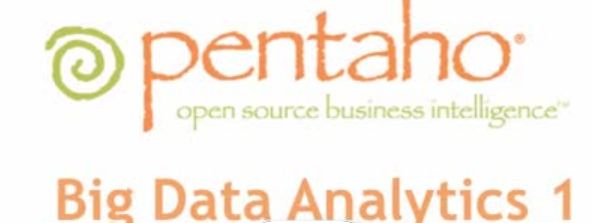 pentaho®
open source business intelligence™
Big Data Analytics 1